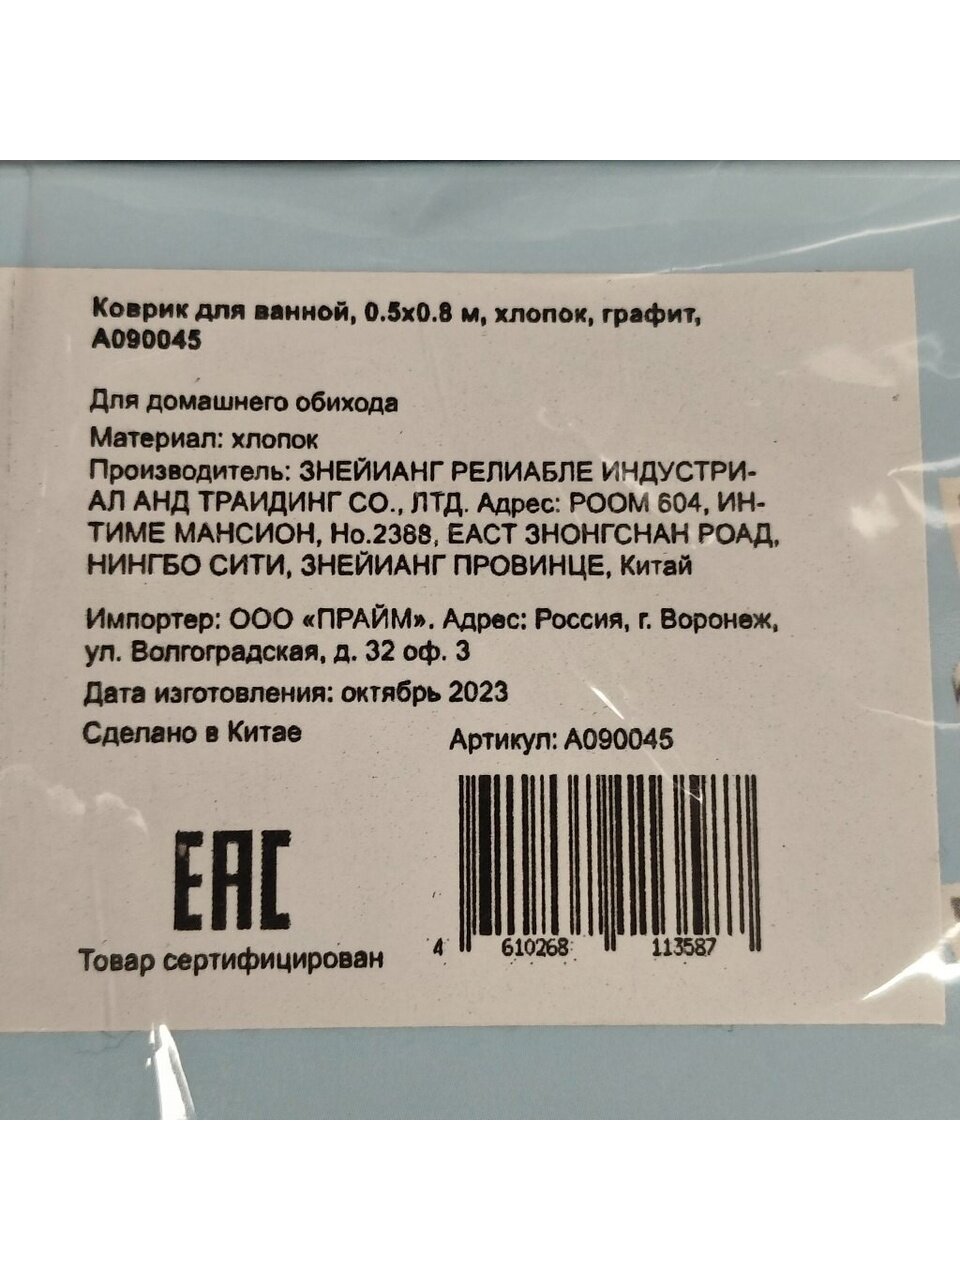 Коврик для ванной, 0.5x0.8 м, хлопок, графит,
A090045
Для домашнего обихода
Материал: хлопок
Производитель: ЗНЕЙИАНГ РЕЛИАБЛЕ ИНДУСТРИ-
АЛ АНД ТРАИДИНГ СО., ЛТД. Адрес: РООМ 604, ИН-
ТИМЕ МАНСИОН, Но.2388, ЕАСТ ЗНОНГСНАН РОАД,
НИНГБО СИТИ, ЗНЕЙИАНГ ПРОВИНЦЕ, Китай
Импортер: ООО «ПРАЙМ». Адрес: Россия, г. Воронеж,
ул. Волгоградская, д. 32 оф. 3
Дата изготовления: октябрь 2023
Сделано в Китае
Артикул: A090045
EAC
Товар сертифицирован
4 610268 113587